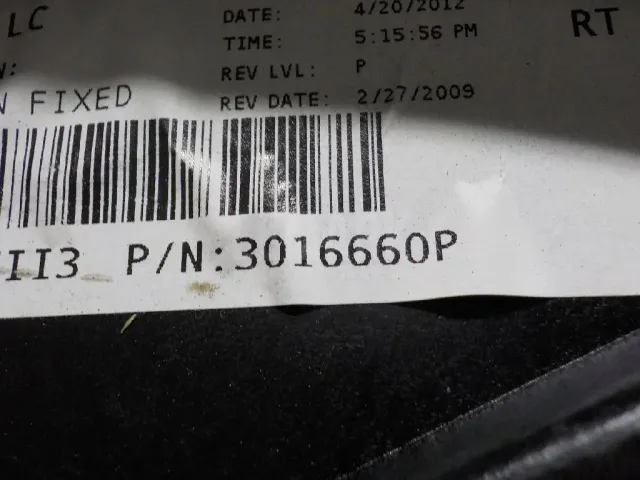 LC DATE: 4/20/2012 RT
TIME: 5:15:56 PM
REV LVL: P
N FIXED REV DATE: 2/27/2009
P/N:3016660P